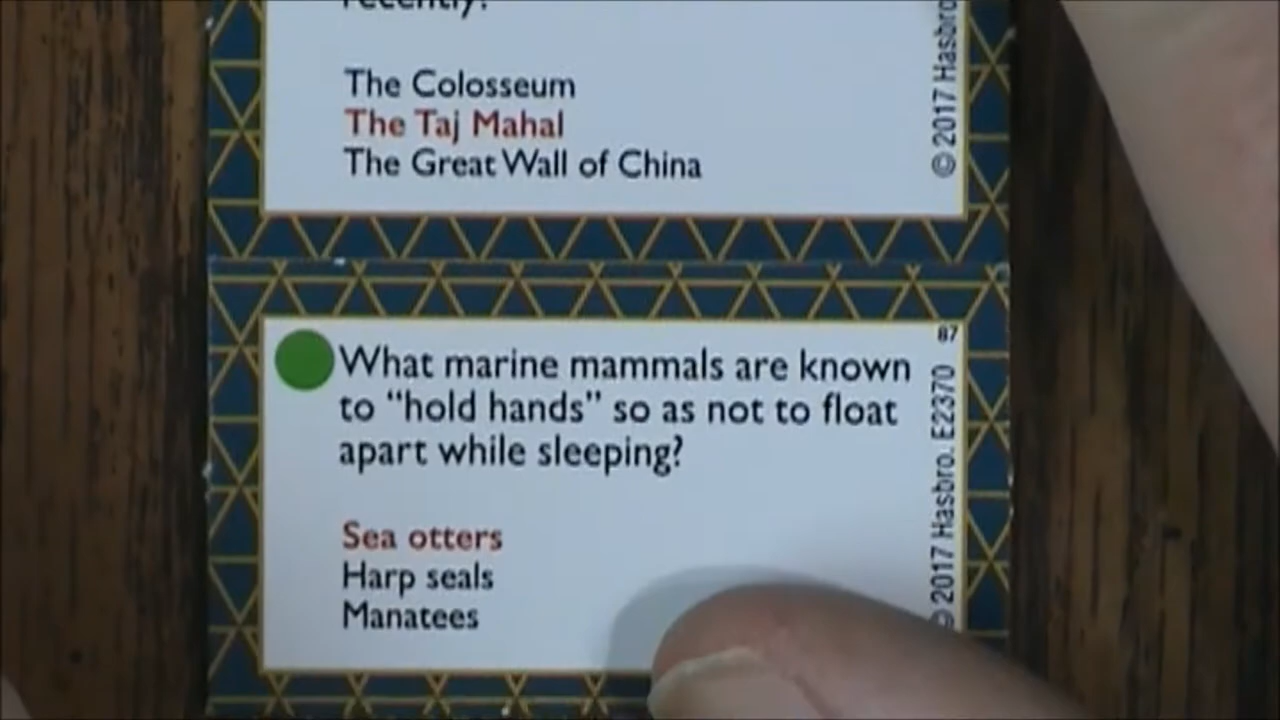 recently?
The Colosseum
The Taj Mahal
The Great Wall of China
© 2017 Hasbro
What marine mammals are known
to “hold hands” so as not to float
apart while sleeping?
Sea otters
Harp seals
Manatees
87
© 2017 Hasbro. E2370